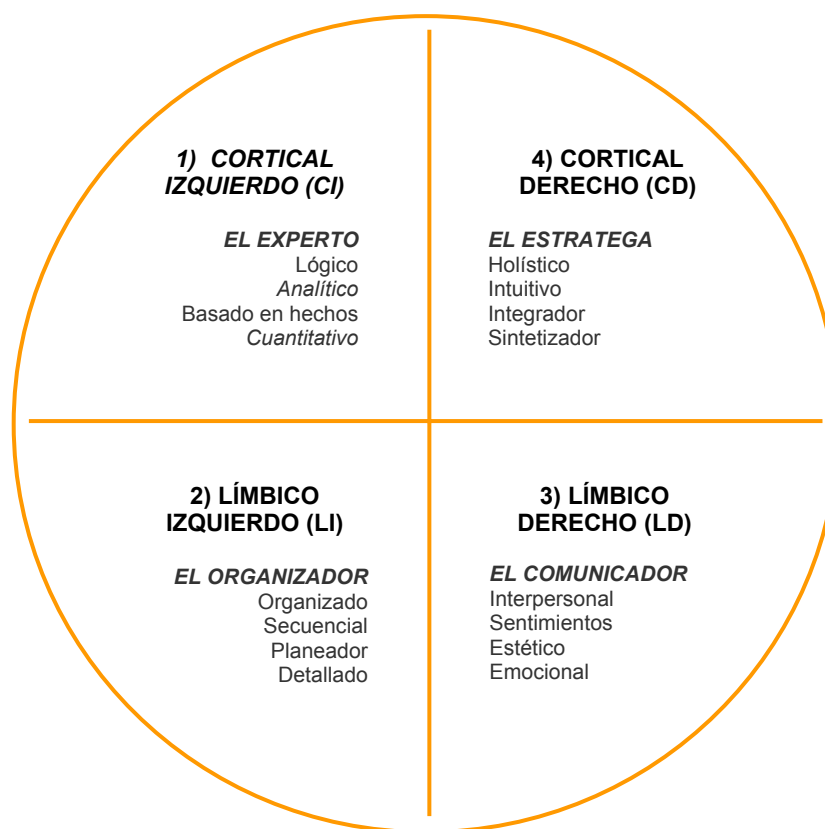 1) CORTICAL
IZQUIERDO (CI)
EL EXPERTO
Lógico
Analítico
Basado en hechos
Cuantitativo
4) CORTICAL
DERECHO (CD)
EL ESTRATEGA
Holístico
Intuitivo
Integrador
Sintetizador
2) LÍMBICO
IZQUIERDO (LI)
EL ORGANIZADOR
Organizado
Secuencial
Planeador
Detallado
3) LÍMBICO
DERECHO (LD)
EL COMUNICADOR
Interpersonal
Sentimientos
Estético
Emocional